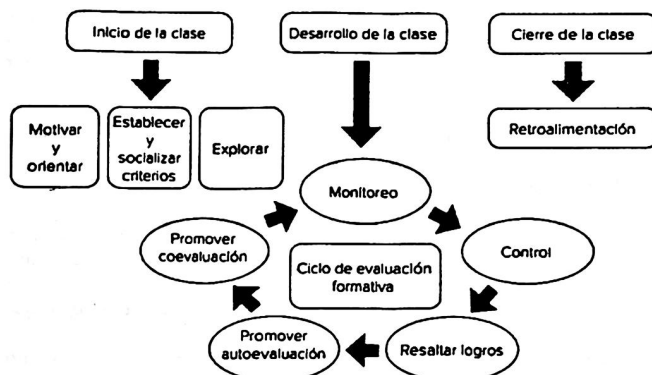 Inicio de la clase
Desarrollo de la clase
Cierre de la clase
Motivar
y
orientar
Establecer
y
socializar
criterios
Explorar
Retroalimentación
Monitoreo
Promover
coevaluación
Ciclo de evaluación
formativa
Control
Promover
autoevaluación
Resaltar logros